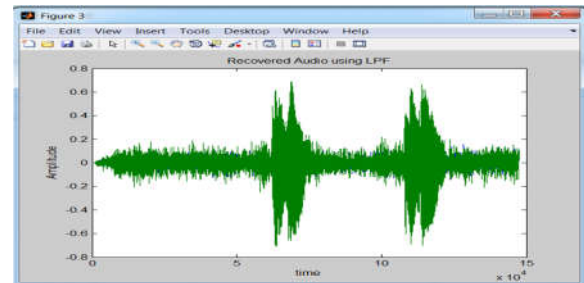 Figure 3
File Edit View Insert Tools Desktop Window Help
Recovered Audio using LPF
0.8
0.6
0.4
0.2
0
-0.2
-0.4
-0.6
-0.8
Amplitude
0 5 10 15
time
x 10^4